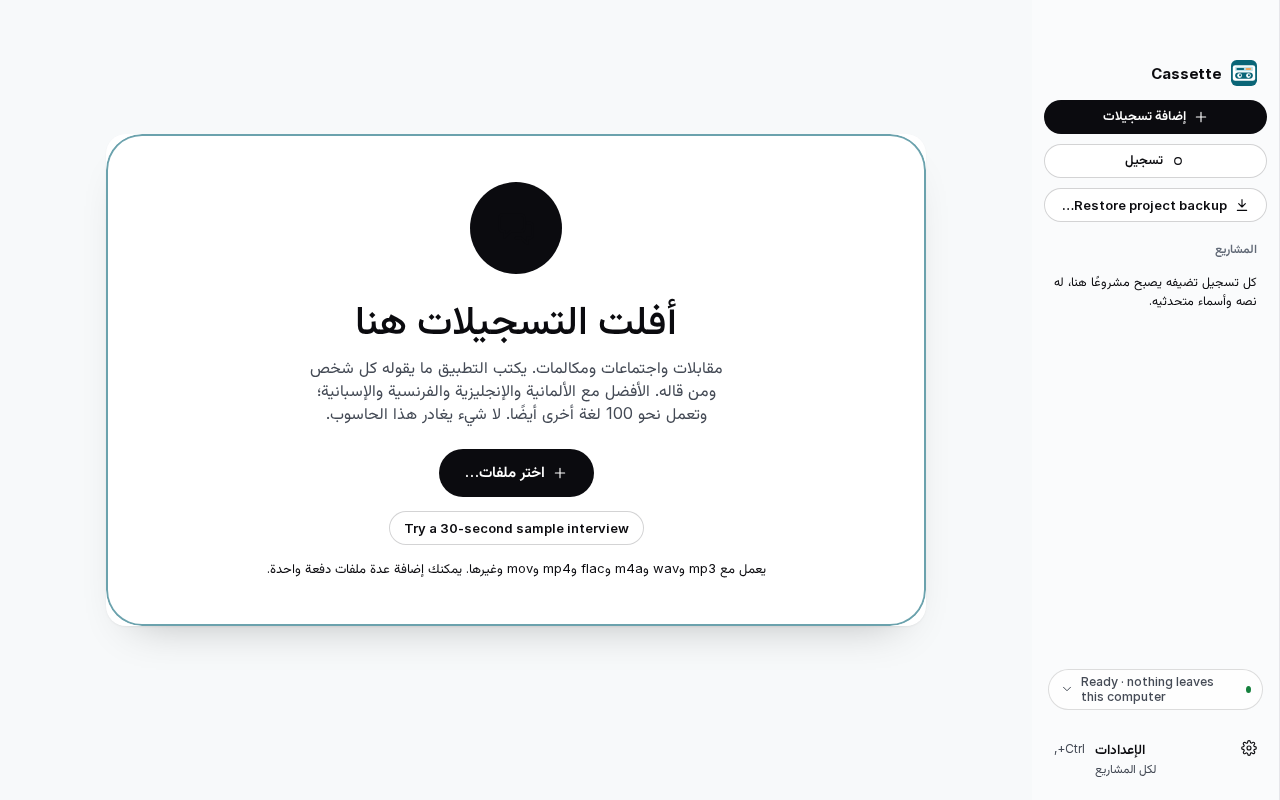 Cassette
إضافة تسجيلات
تسجيل
Restore project backup…
المشاريع
كل تسجيل تضيفه يصبح مشروعًا هنا، له
نصه وأسماء متحدثيه.
أفلت التسجيلات هنا
مقابلات واجتماعات ومكالمات. يكتب التطبيق ما يقوله كل شخص
ومن قاله. الأفضل مع الألمانية والإنجليزية والفرنسية والإسبانية؛
وتعمل نحو 100 لغة أخرى أيضًا. لا شيء يغادر هذا الحاسوب.
اختر ملفات…
Try a 30-second sample interview
يعمل مع mp3 وwav وm4a وflac وmp4 وmov وغيرها. يمكنك إضافة عدة ملفات دفعة واحدة.
Ready · nothing leaves
this computer
الإعدادات
Ctrl+,
لكل المشاريع